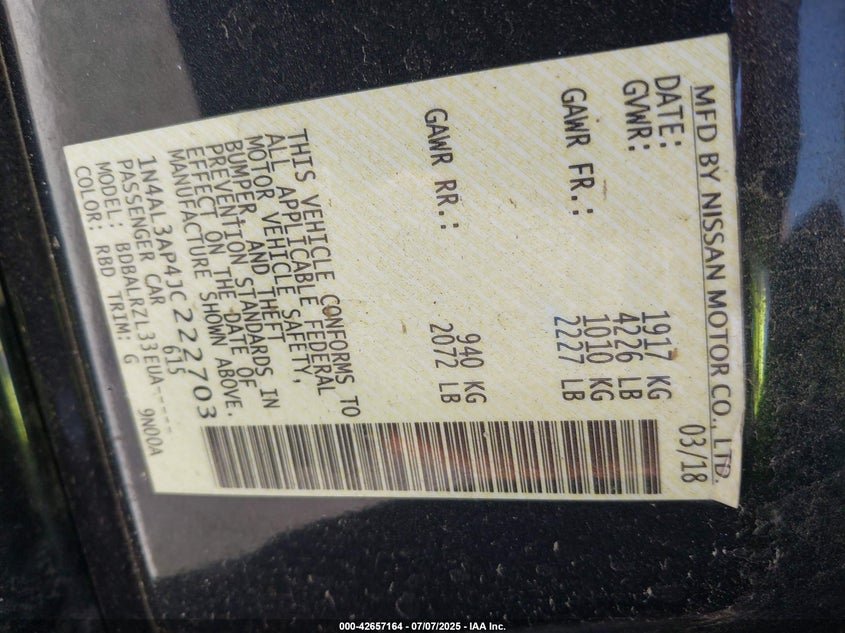 MFD BY NISSAN MOTOR CO., LTD.
DATE: 03/18
GVWR: 1917 KG
4226 LB
GAWR FR.: 1010 KG
2227 LB
GAWR RR.: 940 KG
2072 LB
THIS VEHICLE CONFORMS TO
ALL APPLICABLE FEDERAL
MOTOR VEHICLE SAFETY,
BUMPER, AND THEFT
PREVENTION STANDARDS IN
EFFECT ON THE DATE OF
MANUFACTURE SHOWN ABOVE.
1N4AL3AP4JC222703
PASSENGER CAR 615
MODEL: BDBALRZL33EUA-----
COLOR: RBD TRIM: G 9N00A
000-42657164 - 07/07/2025 - IAA Inc.